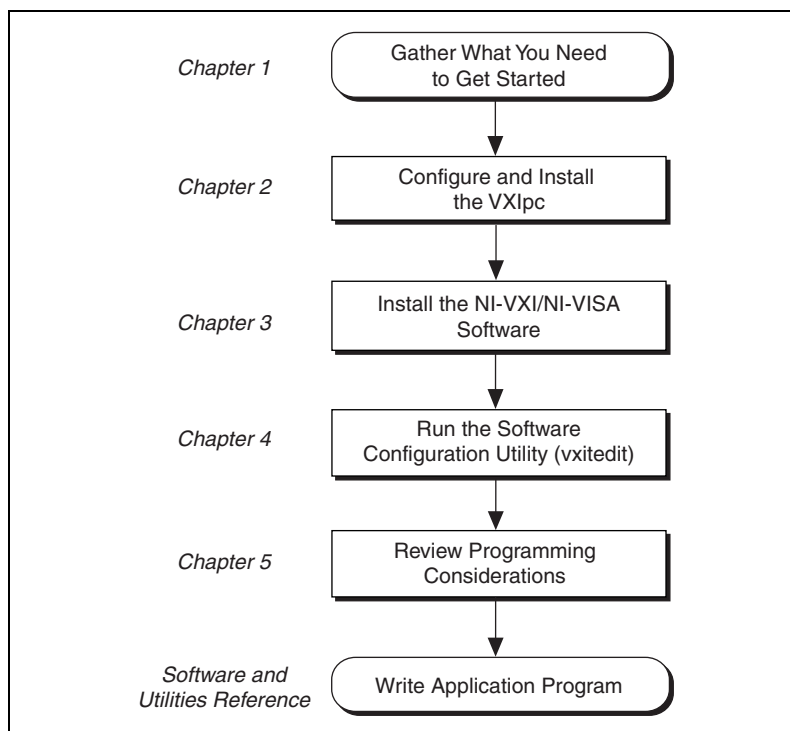 Chapter 1
Gather What You Need
to Get Started
Chapter 2
Configure and Install
the VXIpc
Chapter 3
Install the NI-VXI/NI-VISA
Software
Chapter 4
Run the Software
Configuration Utility (vxitedit)
Chapter 5
Review Programming
Considerations
Software and
Utilities Reference
Write Application Program